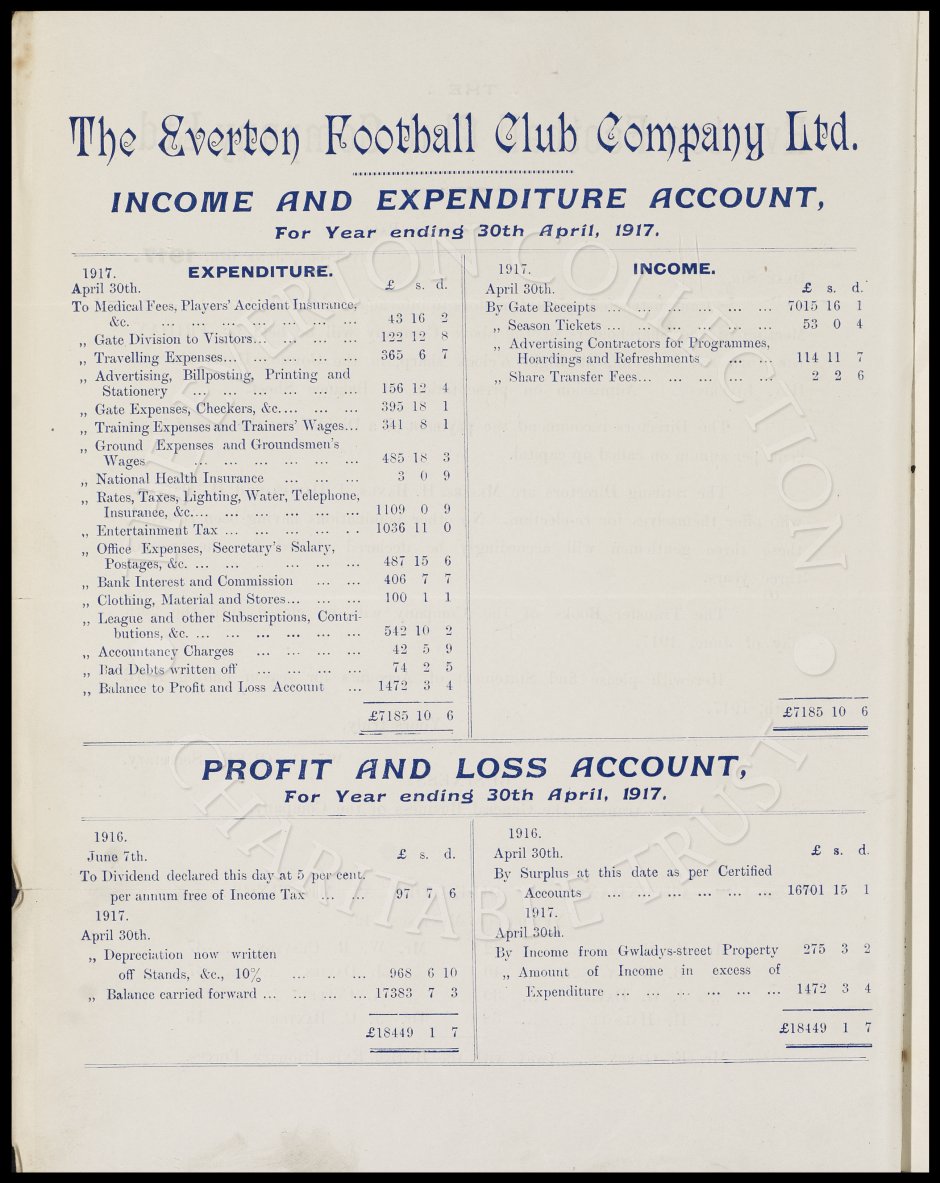 The Everton Football Club Company Ltd.
INCOME AND EXPENDITURE ACCOUNT,
For Year ending 30th April, 1917.
1917. EXPENDITURE.
April 30th. £ s. d.
To Medical Fees, Players' Accident Insurance,
&c. ... ... ... ... ... ... ... 43 16 2
„ Gate Division to Visitors... ... ... ... 122 12 8
„ Travelling Expenses... ... ... ... ... 365 6 7
„ Advertising, Billposting, Printing and
Stationery ... ... ... ... ... ... 156 12 4
„ Gate Expenses, Checkers, &c.... ... ... 395 18 1
„ Training Expenses and Trainers' Wages... 341 8 1
„ Ground Expenses and Groundsmen's
Wages ... ... ... ... ... ... 485 18 3
„ National Health Insurance ... ... ... 3 0 9
„ Rates, Taxes, Lighting, Water, Telephone,
Insurance, &c.... ... ... ... ... ... 1109 0 9
„ Entertainment Tax ... ... ... ... .. 1036 11 0
„ Office Expenses, Secretary's Salary,
Postages, &c. ... ... ... ... ... 487 15 6
„ Bank Interest and Commission ... ... 406 7 7
„ Clothing, Material and Stores... ... ... 100 1 1
„ League and other Subscriptions, Contri-
butions, &c. ... ... ... ... ... ... 542 10 2
„ Accountancy Charges ... ... ... ... 42 5 9
„ Bad Debts written off ... ... ... ... 74 2 5
„ Balance to Profit and Loss Account ... 1472 3 4
£7185 10 6
1917. INCOME.
April 30th. £ s. d.
By Gate Receipts ... ... ... ... ... ... 7015 16 1
„ Season Tickets ... ... ... ... ... ... 53 0 4
„ Advertising Contractors for Programmes,
Hoardings and Refreshments ... ... 114 11 7
„ Share Transfer Fees... ... ... ... ... 2 2 6
£7185 10 6
PROFIT AND LOSS ACCOUNT,
For Year ending 30th April, 1917.
1916.
June 7th. £ s. d.
To Dividend declared this day at 5 per cent.
per annum free of Income Tax ... ... 97 7 6
1917.
April 30th.
„ Depreciation now written
off Stands, &c., 10% ... .. ... 968 6 10
„ Balance carried forward ... ... ... ... 17383 7 3
£18449 1 7
1916.
April 30th. £ s. d.
By Surplus at this date as per Certified
Accounts ... ... ... ... ... ... 16701 15 1
1917.
April 30th.
By Income from Gwladys-street Property 275 3 2
„ Amount of Income in excess of
Expenditure ... ... ... ... ... ... 1472 3 4
£18449 1 7
THE EVERTON COLLECTION • CHARITABLE TRUST •